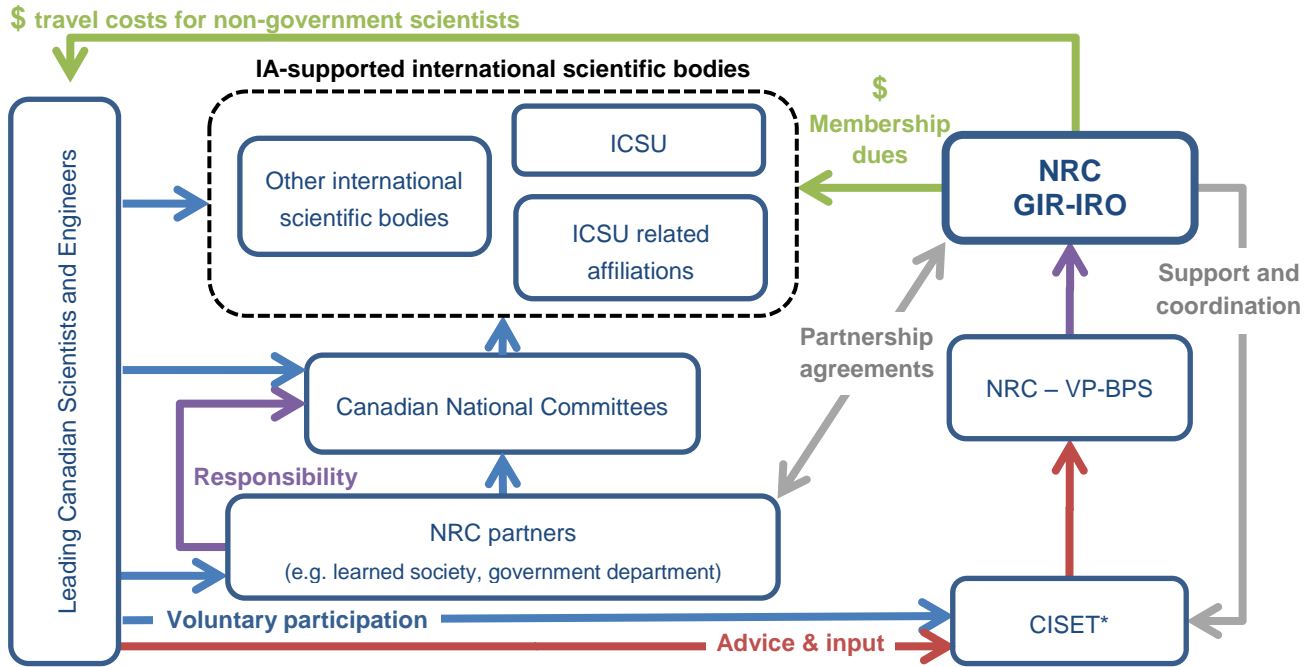 $ travel costs for non-government scientists
IA-supported international scientific bodies
$
Membership
dues
ICSU
Other international
scientific bodies
ICSU related
affiliations
NRC
GIR-IRO
Leading Canadian Scientists and Engineers
Support and
coordination
Partnership
agreements
NRC – VP-BPS
Canadian National Committees
Responsibility
NRC partners
(e.g. learned society, government department)
Voluntary participation
CISET*
Advice & input